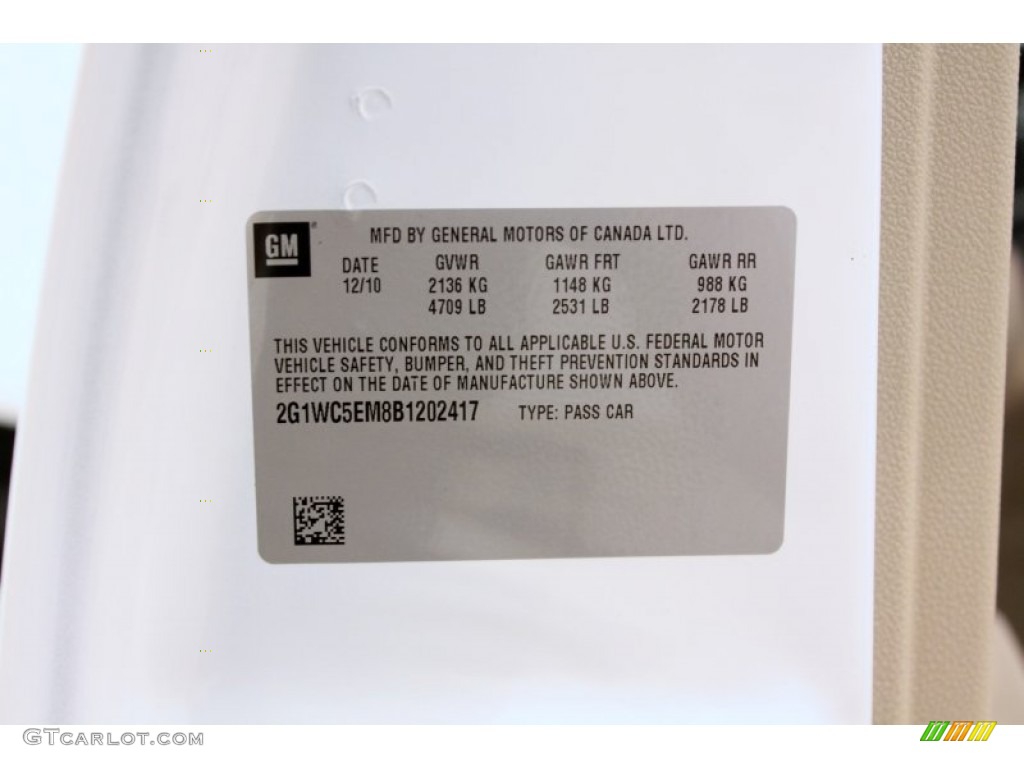 GM
MFD BY GENERAL MOTORS OF CANADA LTD.
DATE GVWR GAWR FRT GAWR RR
12/10 2136 KG 1148 KG 988 KG
4709 LB 2531 LB 2178 LB
THIS VEHICLE CONFORMS TO ALL APPLICABLE U.S. FEDERAL MOTOR
VEHICLE SAFETY, BUMPER, AND THEFT PREVENTION STANDARDS IN
EFFECT ON THE DATE OF MANUFACTURE SHOWN ABOVE.
2G1WC5EM8B1202417 TYPE: PASS CAR
GTCARLOT.COM